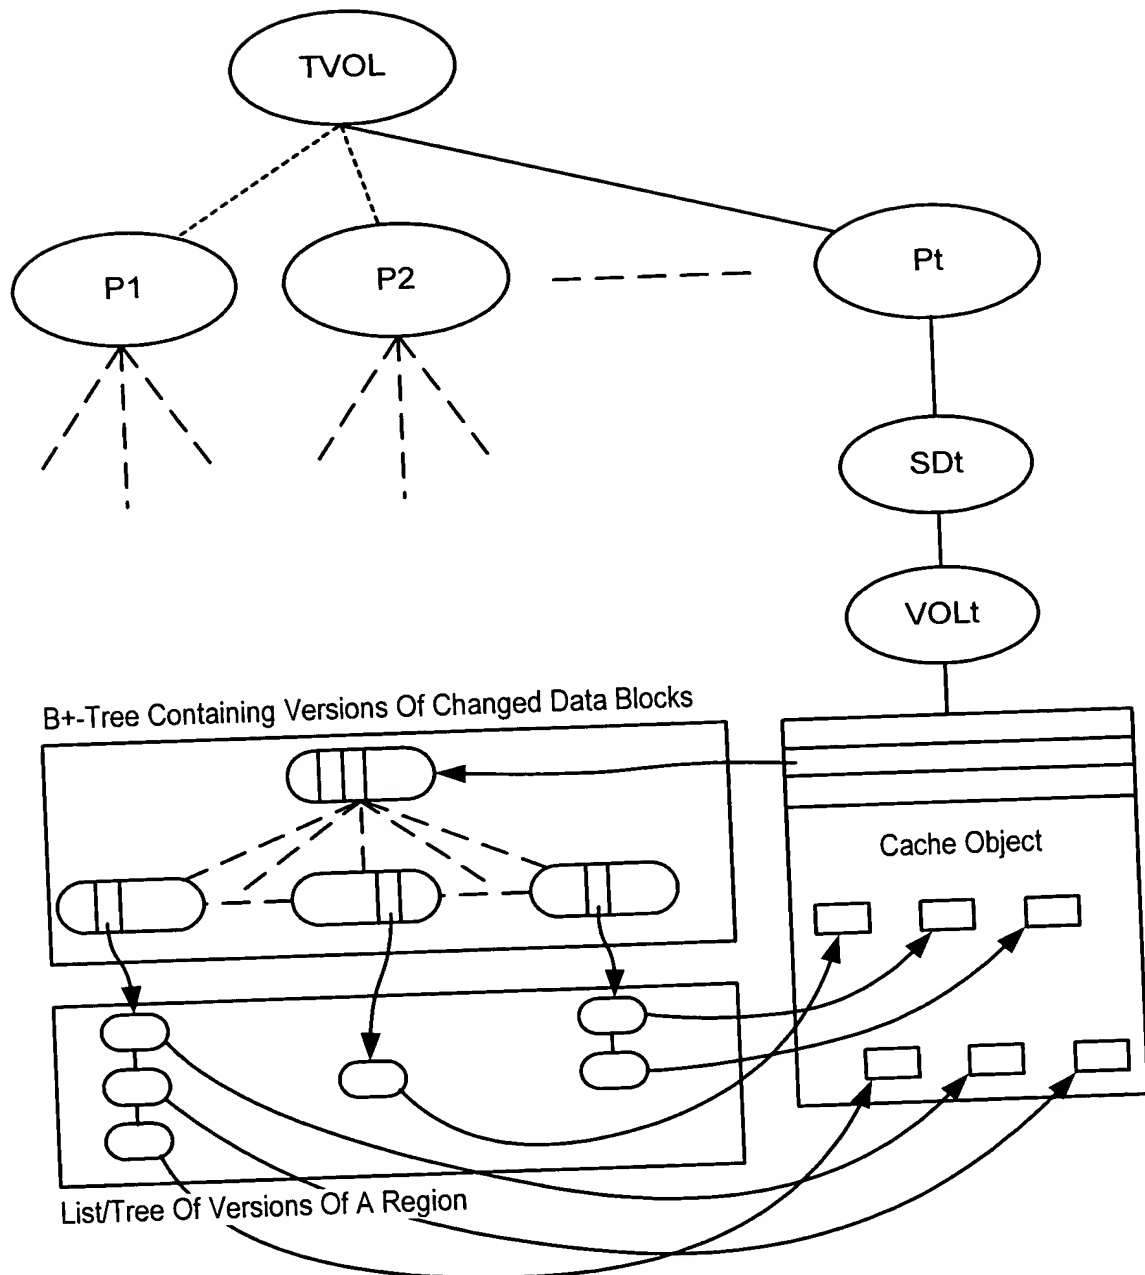 TVOL
P1
P2
Pt
SDt
VOLt
B+-Tree Containing Versions Of Changed Data Blocks
Cache Object
List/Tree Of Versions Of A Region